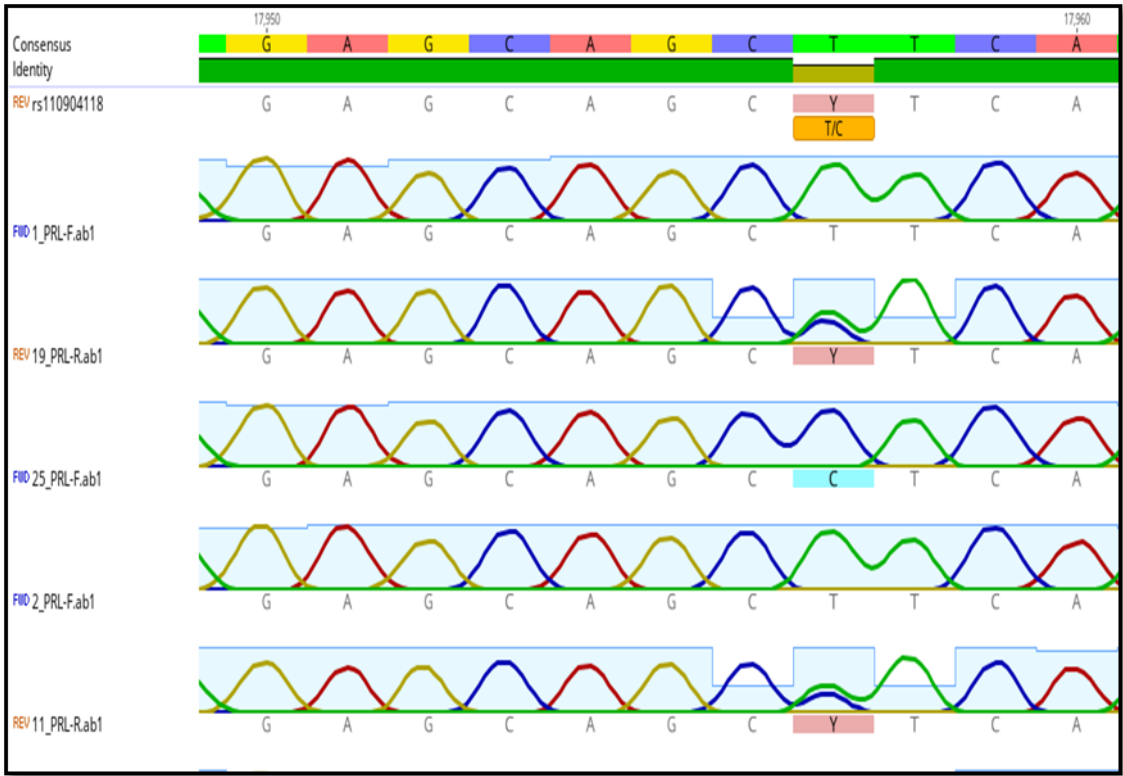 17,950 17,960
Consensus G A G C A G C T T C A
Identity
REV rs110904118 G A G C A G C Y T C A
T/C
FWD 1_PRL-F.ab1 G A G C A G C T T C A
REV 19_PRL-R.ab1 G A G C A G C Y T C A
FWD 25_PRL-F.ab1 G A G C A G C C T C A
FWD 2_PRL-F.ab1 G A G C A G C T T C A
REV 11_PRL-R.ab1 G A G C A G C Y T C A